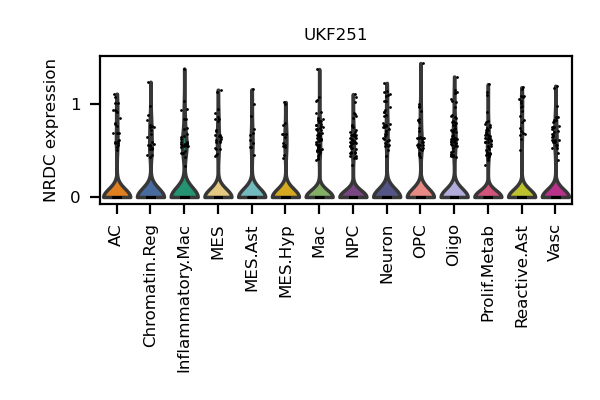 UKF251
NRDC expression
1
0
AC
Chromatin.Reg
Inflammatory.Mac
MES
MES.Ast
MES.Hyp
Mac
NPC
Neuron
OPC
Oligo
Prolif.Metab
Reactive.Ast
Vasc